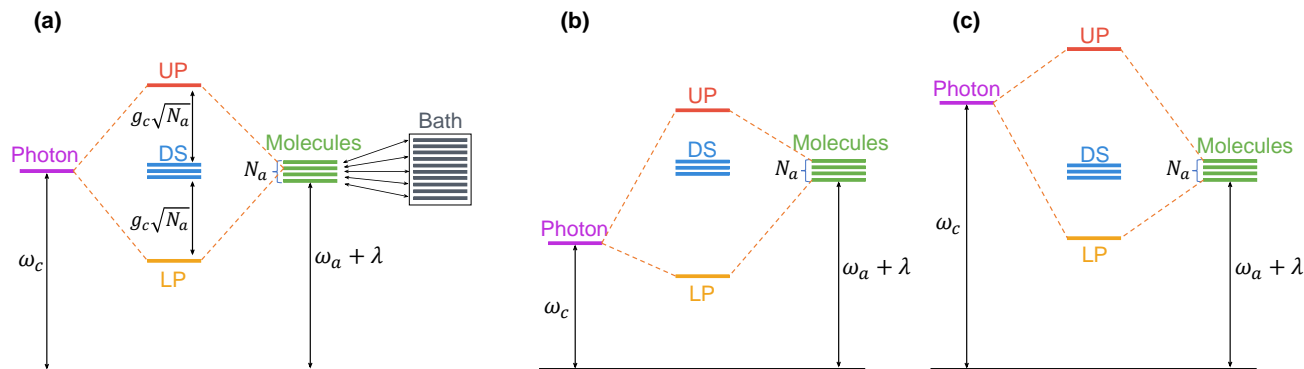 (a)
UP
g_c√N_a
Photon
DS
Molecules
Bath
N_a
g_c√N_a
ω_c
ω_a + λ
LP
(b)
UP
DS
Molecules
N_a
Photon
ω_c
ω_a + λ
LP
(c)
UP
Photon
DS
Molecules
N_a
ω_c
LP
ω_a + λ